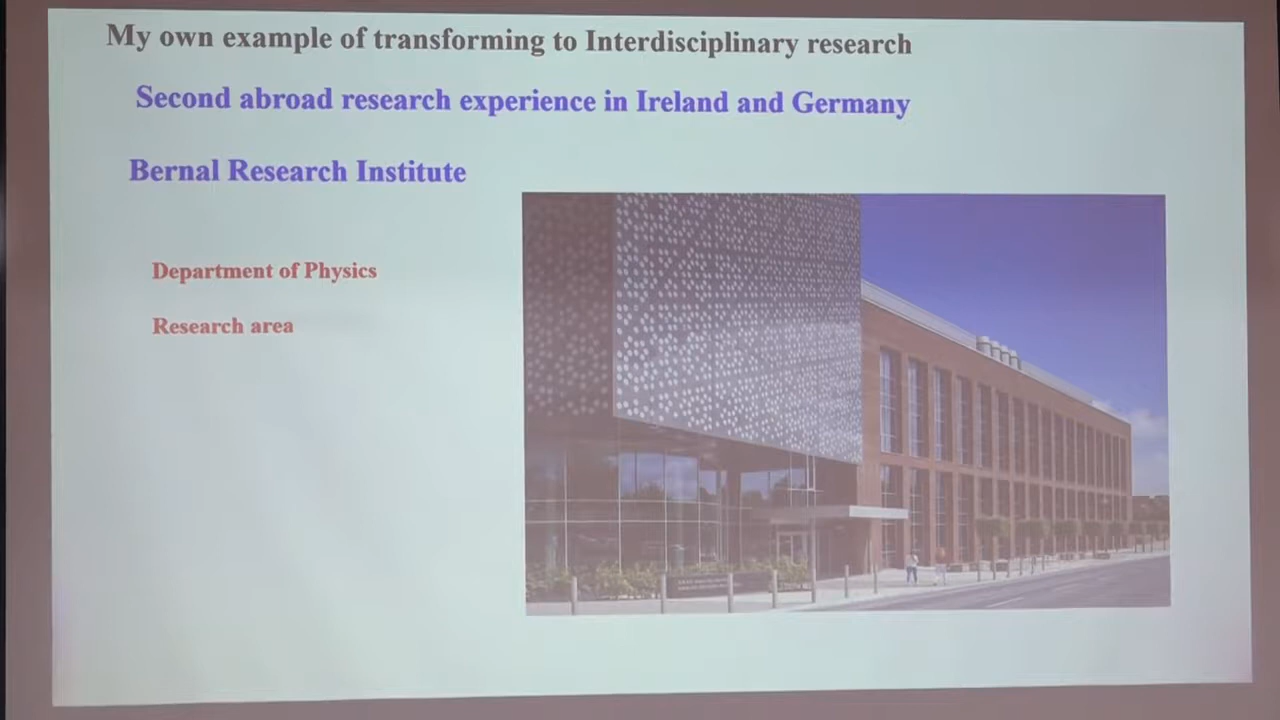 My own example of transforming to Interdisciplinary research
Second abroad research experience in Ireland and Germany
Bernal Research Institute
Department of Physics
Research area